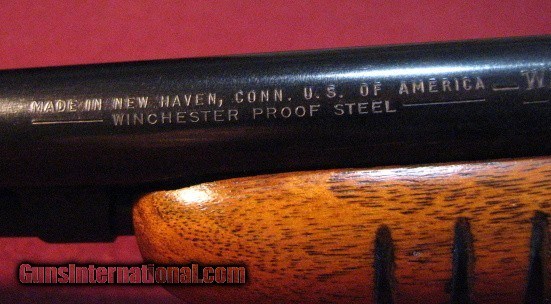 MADE IN NEW HAVEN, CONN. U.S. OF AMERICA — W
— WINCHESTER PROOF STEEL —
GunsInternational.com